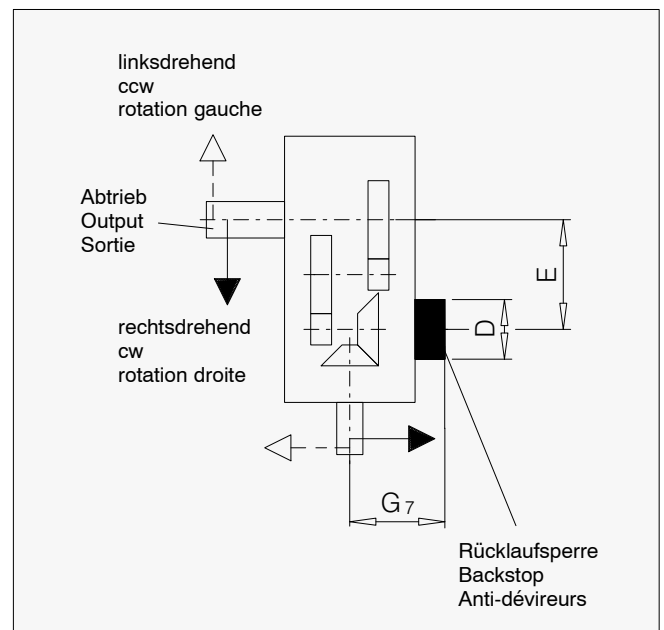 linksdrehend
ccw
rotation gauche
Abtrieb
Output
Sortie
E
D
rechtsdrehend
cw
rotation droite
G7
Rücklaufsperre
Backstop
Anti-dévireurs